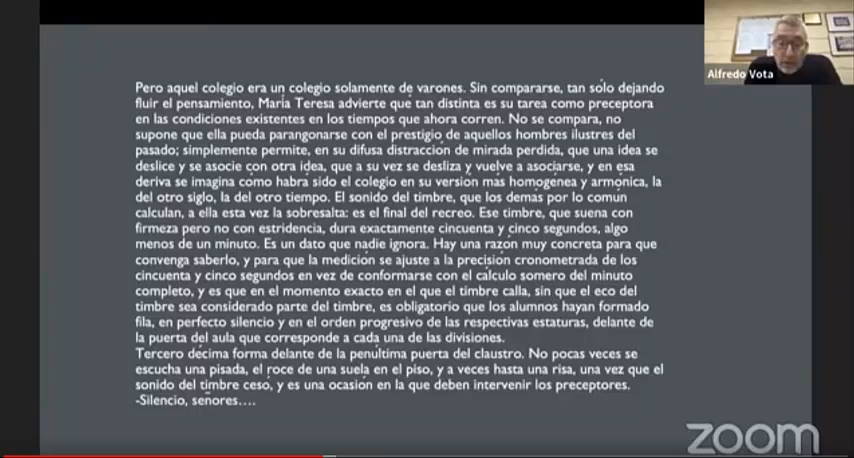 Pero aquel colegio era un colegio solamente de varones. Sin compararse, tan sólo dejando
fluir el pensamiento, María Teresa advierte que tan distinta es su tarea como preceptora
en las condiciones existentes en los tiempos que ahora corren. No se compara, no
supone que ella pueda parangonarse con el prestigio de aquellos hombres ilustres del
pasado; simplemente permite, en su difusa distracción de mirada perdida, que una idea se
deslice y se asocie con otra idea, que a su vez se desliza y vuelve a asociarse, y en esa
deriva se imagina cómo habrá sido el colegio en su versión más homogénea y armónica, la
del otro siglo, la del otro tiempo. El sonido del timbre, que los demás por lo común
calculan, a ella esta vez la sobresalta: es el final del recreo. Ese timbre, que suena con
firmeza pero no con estridencia, dura exactamente cincuenta y cinco segundos, algo
menos de un minuto. Es un dato que nadie ignora. Hay una razón muy concreta para que
convenga saberlo, y para que la medición se ajuste a la precisión cronometrada de los
cincuenta y cinco segundos en vez de conformarse con el cálculo somero del minuto
completo, y es que en el momento exacto en el que el timbre calla, sin que el eco del
timbre sea considerado parte del timbre, es obligatorio que los alumnos hayan formado
fila, en perfecto silencio y en el orden progresivo de las respectivas estaturas, delante de
la puerta del aula que corresponde a cada una de las divisiones.
Tercero décima forma delante de la penúltima puerta del claustro. No pocas veces se
escucha una pisada, el roce de una suela en el piso, y a veces hasta una risa, una vez que el
sonido del timbre cesó, y es una ocasión en la que deben intervenir los preceptores.
-Silencio, señores....
Alfredo Vota
zoom